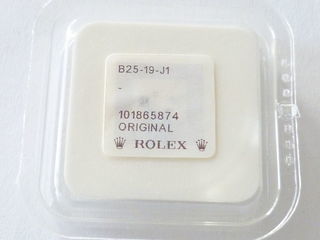 B25-19-J1
-
101865874
ORIGINAL
ROLEX